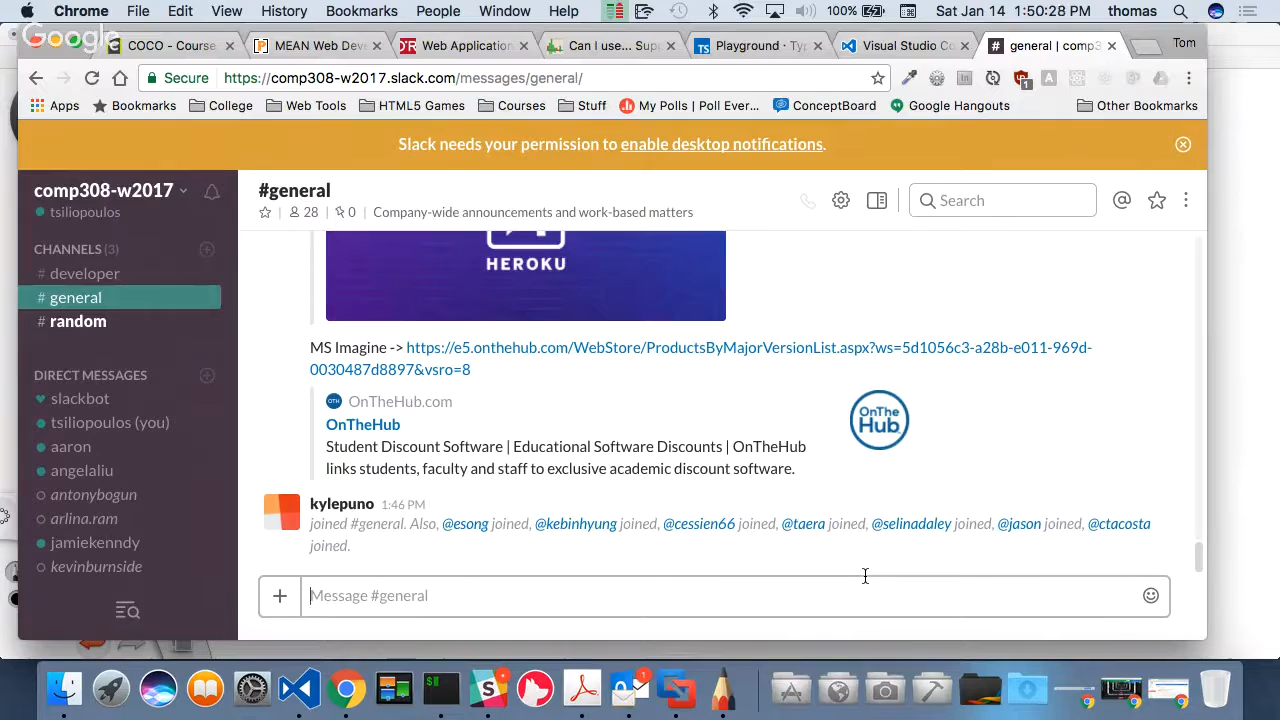 Chrome File Edit View History Bookmarks People Window Help 100% Sat Jan 14 1:50:28 PM thomas
Google
COCO - Course MEAN Web Dev Web Application Can I use... Supp Playground · Typ Visual Studio Co general | comp3 Tom
Secure https://comp308-w2017.slack.com/messages/general/
Apps Bookmarks College Web Tools HTML5 Games Courses Stuff My Polls | Poll Ever... ConceptBoard Google Hangouts Other Bookmarks
Slack needs your permission to enable desktop notifications.
comp308-w2017
tsiliopoulos
CHANNELS (3)
# developer
# general
# random
DIRECT MESSAGES
slackbot
tsiliopoulos (you)
aaron
angelaliu
antonybogun
arlina.ram
jamiekenndy
kevinburnside
#general
28 0 Company-wide announcements and work-based matters
Search
HEROKU
MS Imagine -> https://e5.onthehub.com/WebStore/ProductsByMajorVersionList.aspx?ws=5d1056c3-a28b-e011-969d-
0030487d8897&vsro=8
OnTheHub.com
OnTheHub
Student Discount Software | Educational Software Discounts | OnTheHub
links students, faculty and staff to exclusive academic discount software.
OnThe
Hub
kylepuno 1:46 PM
joined #general. Also, @esong joined, @kebinhyung joined, @cessien66 joined, @taera joined, @selinadaley joined, @jason joined, @ctacosta
joined.
Message #general